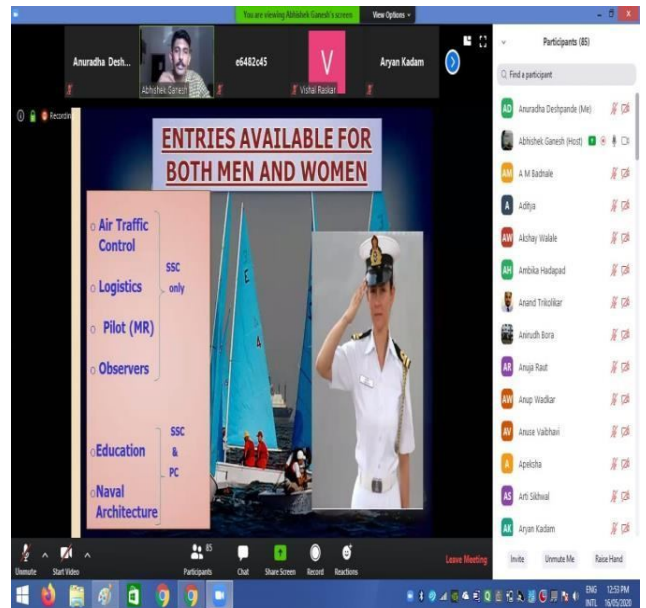 You are viewing Abhishek Ganesh's screen View Options
Anuradha Desh...
Abhishek Ganesh
e6482c45
V
Vishal Raskar
Aryan Kadam
Recordin
ENTRIES AVAILABLE FOR
BOTH MEN AND WOMEN
Air Traffic
Control
Logistics
Pilot (MR)
Observers
SSC
only
Education
Naval
Architecture
SSC
&
PC
E
4
Unmute
Start Video
85
Participants
Chat
Share Screen
Record
Reactions
Leave Meeting
Participants (85)
Find a participant
AD Anuradha Deshpande (Me)
Abhishek Ganesh (Host)
AM A M Badnale
A Aditya
AW Akshay Walale
AH Ambika Hadapad
Anand Trikolikar
Anirudh Bora
AR Anuja Raut
AW Anup Wadkar
AV Anuse Vaibhavi
A Apeksha
AS Arti Sikhwal
AK Aryan Kadam
Invite
Unmute Me
Raise Hand
ENG 12:53 PM
INTL 16/05/2020